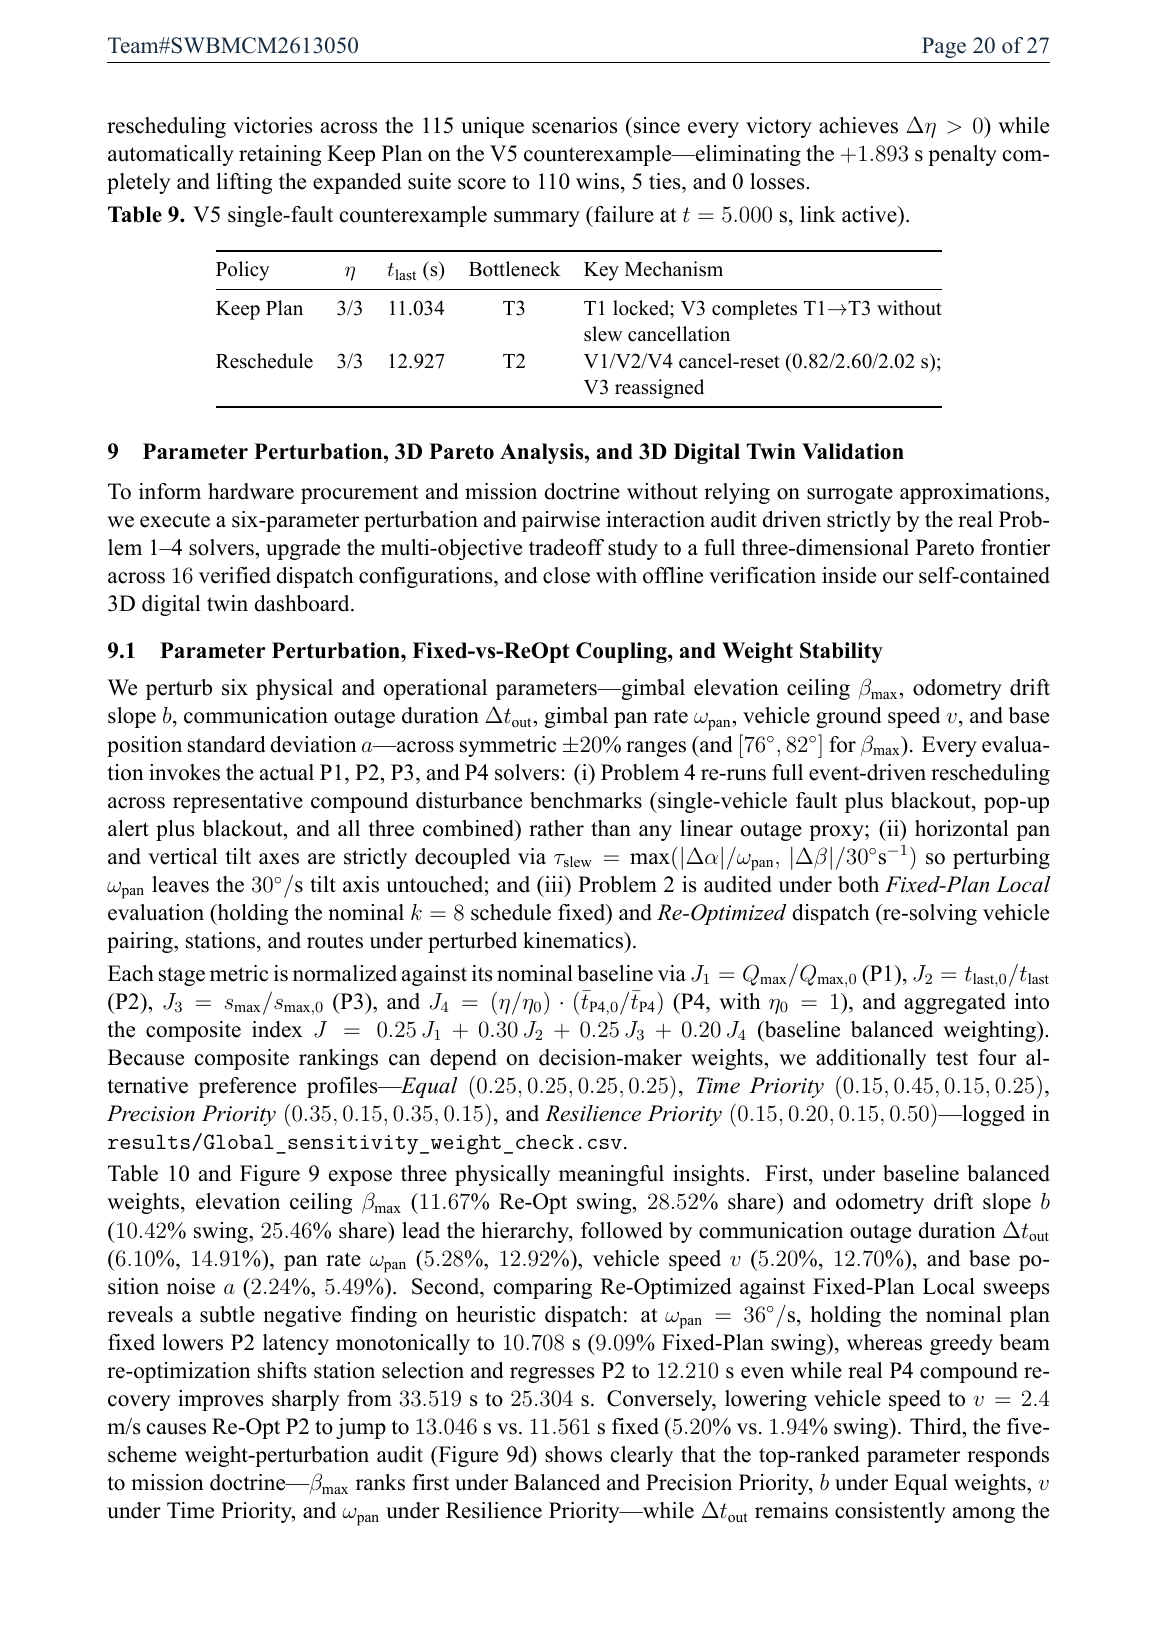 Team#SWBMCM2613050 Page 20 of 27
rescheduling victories across the 115 unique scenarios (since every victory achieves Δη > 0) while
automatically retaining Keep Plan on the V5 counterexample—eliminating the +1.893 s penalty com-
pletely and lifting the expanded suite score to 110 wins, 5 ties, and 0 losses.
Table 9. V5 single-fault counterexample summary (failure at t = 5.000 s, link active).
Policy η t_last (s) Bottleneck Key Mechanism
Keep Plan 3/3 11.034 T3 T1 locked; V3 completes T1→T3 without
slew cancellation
Reschedule 3/3 12.927 T2 V1/V2/V4 cancel-reset (0.82/2.60/2.02 s);
V3 reassigned
9 Parameter Perturbation, 3D Pareto Analysis, and 3D Digital Twin Validation
To inform hardware procurement and mission doctrine without relying on surrogate approximations,
we execute a six-parameter perturbation and pairwise interaction audit driven strictly by the real Prob-
lem 1–4 solvers, upgrade the multi-objective tradeoff study to a full three-dimensional Pareto frontier
across 16 verified dispatch configurations, and close with offline verification inside our self-contained
3D digital twin dashboard.
9.1 Parameter Perturbation, Fixed-vs-ReOpt Coupling, and Weight Stability
We perturb six physical and operational parameters—gimbal elevation ceiling β_max, odometry drift
slope b, communication outage duration Δt_out, gimbal pan rate ω_pan, vehicle ground speed v, and base
position standard deviation a—across symmetric ±20% ranges (and [76°, 82°] for β_max). Every evalua-
tion invokes the actual P1, P2, P3, and P4 solvers: (i) Problem 4 re-runs full event-driven rescheduling
across representative compound disturbance benchmarks (single-vehicle fault plus blackout, pop-up
alert plus blackout, and all three combined) rather than any linear outage proxy; (ii) horizontal pan
and vertical tilt axes are strictly decoupled via τ_slew = max(|Δα|/ω_pan, |Δβ|/30°s⁻¹) so perturbing
ω_pan leaves the 30°/s tilt axis untouched; and (iii) Problem 2 is audited under both Fixed-Plan Local
evaluation (holding the nominal k = 8 schedule fixed) and Re-Optimized dispatch (re-solving vehicle
pairing, stations, and routes under perturbed kinematics).
Each stage metric is normalized against its nominal baseline via J₁ = Q_max/Q_max,0 (P1), J₂ = t_last,0/t_last
(P2), J₃ = s_max/s_max,0 (P3), and J₄ = (η/η₀) · (t̄_P4,0/t̄_P4) (P4, with η₀ = 1), and aggregated into
the composite index J = 0.25 J₁ + 0.30 J₂ + 0.25 J₃ + 0.20 J₄ (baseline balanced weighting).
Because composite rankings can depend on decision-maker weights, we additionally test four al-
ternative preference profiles—Equal (0.25, 0.25, 0.25, 0.25), Time Priority (0.15, 0.45, 0.15, 0.25),
Precision Priority (0.35, 0.15, 0.35, 0.15), and Resilience Priority (0.15, 0.20, 0.15, 0.50)—logged in
results/Global_sensitivity_weight_check.csv.
Table 10 and Figure 9 expose three physically meaningful insights. First, under baseline balanced
weights, elevation ceiling β_max (11.67% Re-Opt swing, 28.52% share) and odometry drift slope b
(10.42% swing, 25.46% share) lead the hierarchy, followed by communication outage duration Δt_out
(6.10%, 14.91%), pan rate ω_pan (5.28%, 12.92%), vehicle speed v (5.20%, 12.70%), and base po-
sition noise a (2.24%, 5.49%). Second, comparing Re-Optimized against Fixed-Plan Local sweeps
reveals a subtle negative finding on heuristic dispatch: at ω_pan = 36°/s, holding the nominal plan
fixed lowers P2 latency monotonically to 10.708 s (9.09% Fixed-Plan swing), whereas greedy beam
re-optimization shifts station selection and regresses P2 to 12.210 s even while real P4 compound re-
covery improves sharply from 33.519 s to 25.304 s. Conversely, lowering vehicle speed to v = 2.4
m/s causes Re-Opt P2 to jump to 13.046 s vs. 11.561 s fixed (5.20% vs. 1.94% swing). Third, the five-
scheme weight-perturbation audit (Figure 9d) shows clearly that the top-ranked parameter responds
to mission doctrine—β_max ranks first under Balanced and Precision Priority, b under Equal weights, v
under Time Priority, and ω_pan under Resilience Priority—while Δt_out remains consistently among the